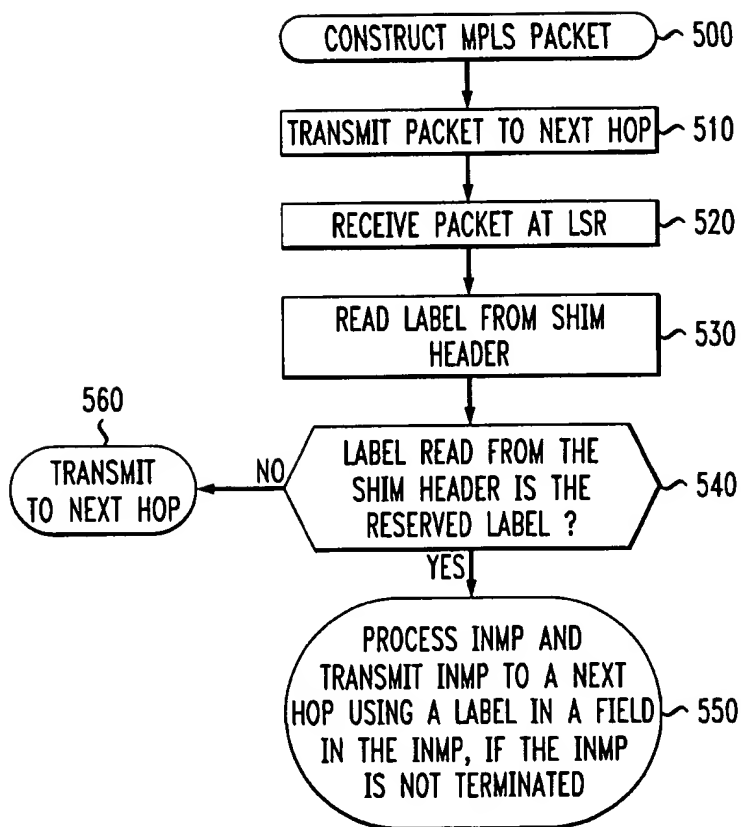 CONSTRUCT MPLS PACKET
500
TRANSMIT PACKET TO NEXT HOP
510
RECEIVE PACKET AT LSR
520
READ LABEL FROM SHIM
HEADER
530
560
TRANSMIT
TO NEXT HOP
NO
LABEL READ FROM THE
SHIM HEADER IS THE
RESERVED LABEL ?
540
YES
PROCESS INMP AND
TRANSMIT INMP TO A NEXT
HOP USING A LABEL IN A FIELD
IN THE INMP, IF THE INMP
IS NOT TERMINATED
550